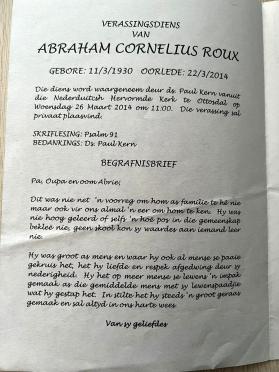 VERASSINGSDIENS
VAN
ABRAHAM CORNELIUS ROUX
GEBORE: 11/3/1930 OORLEDE: 22/3/2014
Die diens word waargeneem deur ds. Paul Kern vanuit
die Nederduitsch Hervormde Kerk te Ottosdal op
Woensdag 26 Maart 2014 om 11:00. Die verassing sal
privaat plaasvind.
SKRIFLESING: Psalm 91
BEDANKINGS: Ds. Paul Kern
BEGRAFNISBRIEF
Pa, Oupa en oom Abrie,
Dit was nie net 'n voorreg om hom as familie te hê nie
maar ook vir ons almal 'n eer om hom te ken. Hy was
nie hoog geleerd of selfs 'n hoë pos in die gemeenskap
beklee nie, geen skool kon sy waardes aan iemand leer
nie.
Hy was groot as mens en waar hy ook al mense se paaie
gekruis het, het hy liefde en respek afgedwing deur sy
nederigheid. Hy het op meer mense se lewens 'n impak
gemaak as die gemiddelde mens met sy lewenspaadjie
wat hy gestap het. In stilte het hy steeds 'n groot geraas
gemaak en sal altyd in ons harte wees.
Van sy geliefdes